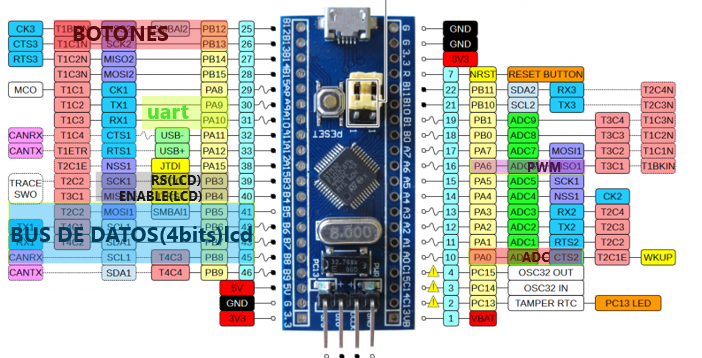 CK3 T1BKIN BOTONES SMBAI2 PB12 25
CTS3 T1C1N SCK2 PB13 26
RTS3 T1C2N MISO2 PB14 27
T1C3N MOSI2 PB15 28
MCO T1C1 CK1 PA8 29
T1C2 TX1 uart PA9 30
T1C3 RX1 PA10 31
CANRX T1C4 CTS1 USB- PA11 32
CANTX T1ETR RTS1 USB+ PA12 33
T2C1E NSS1 JTDI PA15 38
TRACE SWO T2C2 SCK1 RS(LCD) PB3 39
T3C1 ENABLE(LCD) PB4 40
T2C2 MOSI SMBAI1 PB5 41
BUS DE DATOS(4bits)lcd
CANRX SCL1 T4C3 PB8 45
CANTX SDA1 T4C4 PB9 46
5V
GND
3V3
RESET
8.000
GND
GND
3V3
7 NRST RESET BUTTON
22 PB11 SDA2 RX3 T2C4N
21 PB10 SCL2 TX3 T2C3N
19 PB1 ADC9 T3C4 T1C3N
18 PB0 ADC8 T3C3 T1C2N
17 PA7 ADC7 MOSI1 T3C2 T1C1N
16 PA6 PWM MISO1 T3C1 T1BKIN
15 PA5 ADC5 SCK1
14 PA4 ADC4 NSS1 CK2
13 PA3 ADC3 RX2 T2C4
12 PA2 ADC2 TX2 T2C3
11 PA1 ADC1 RTS2 T2C2
10 PA0 ADC CTS2 T2C1E WKUP
4 PC15 OSC32 OUT
3 PC14 OSC32 IN
2 PC13 TAMPER RTC PC13 LED
1 VBAT